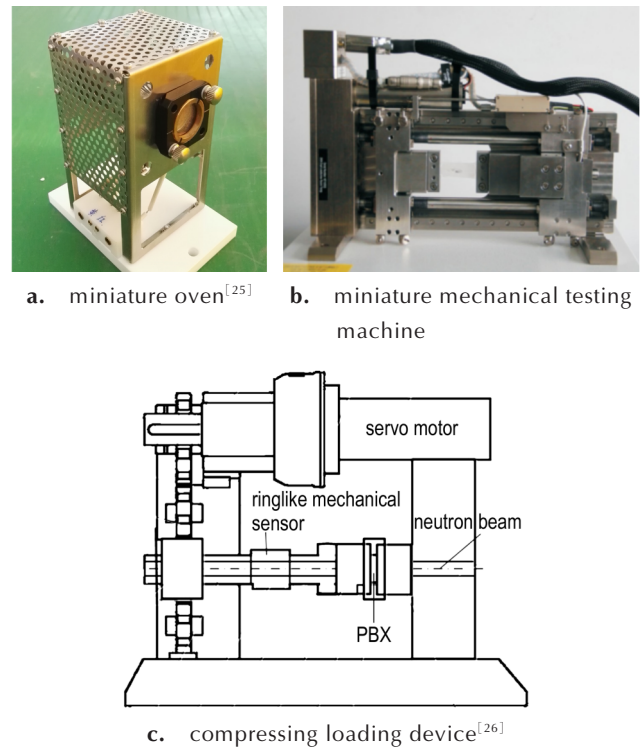 a. miniature oven[25]
b. miniature mechanical testing
machine
servo motor
ringlike mechanical
sensor
neutron beam
PBX
c. compressing loading device[26]